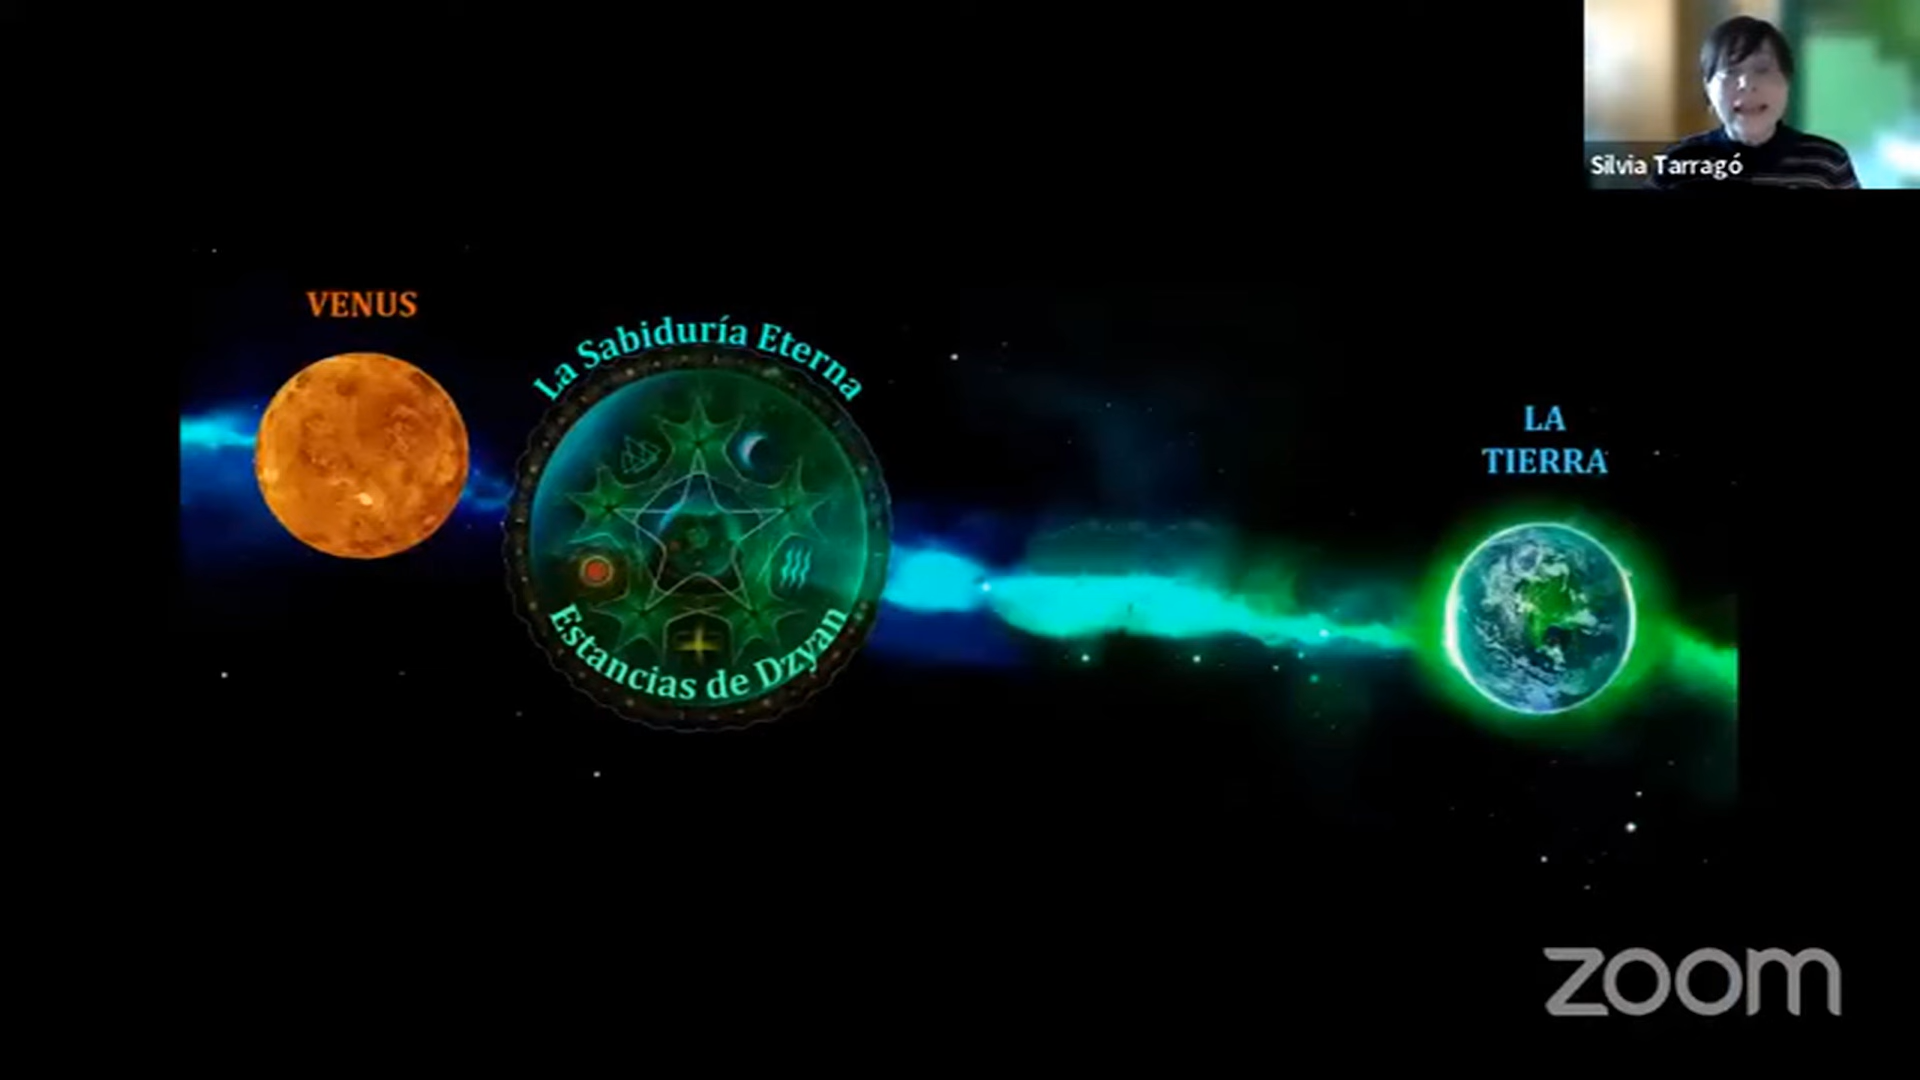 Silvia Tarragó
VENUS
La Sabiduría Eterna
Estancias de Dzyan
LA
TIERRA
zoom